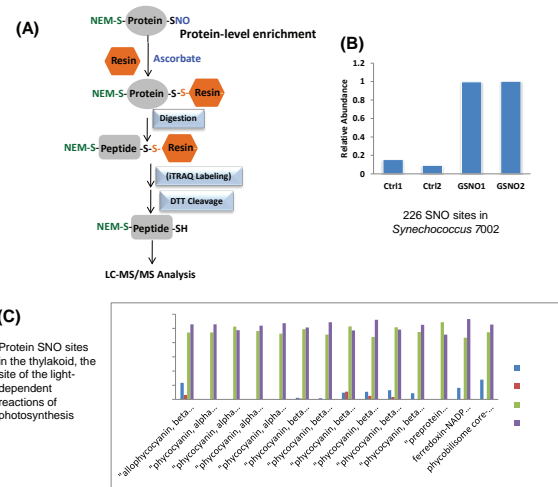 (A)
NEM-S-Protein-SNO
Protein-level enrichment
Resin
Ascorbate
NEM-S-Protein-S-S-Resin
Digestion
NEM-S-Peptide-S-S-Resin
(iTRAQ Labeling)
DTT Cleavage
NEM-S-Peptide-SH
LC-MS/MS Analysis
(B)
Relative Abundance
1.2
1
0.8
0.6
0.4
0.2
0
Ctrl1 Ctrl2 GSNO1 GSNO2
226 SNO sites in
Synechococcus 7002
(C)
Protein SNO sites
in the thylakoid, the
site of the light-
dependent
reactions of
photosynthesis
"allophycocyanin, beta...
"phycocyanin, alpha...
"phycocyanin, alpha...
"phycocyanin, alpha...
"phycocyanin, alpha...
"phycocyanin, beta...
"phycocyanin, beta...
"phycocyanin, beta...
"phycocyanin, beta...
"phycocyanin, beta...
"phycocyanin, beta...
"preprotein...
ferredoxin-NADP...
phycobilisome core-...